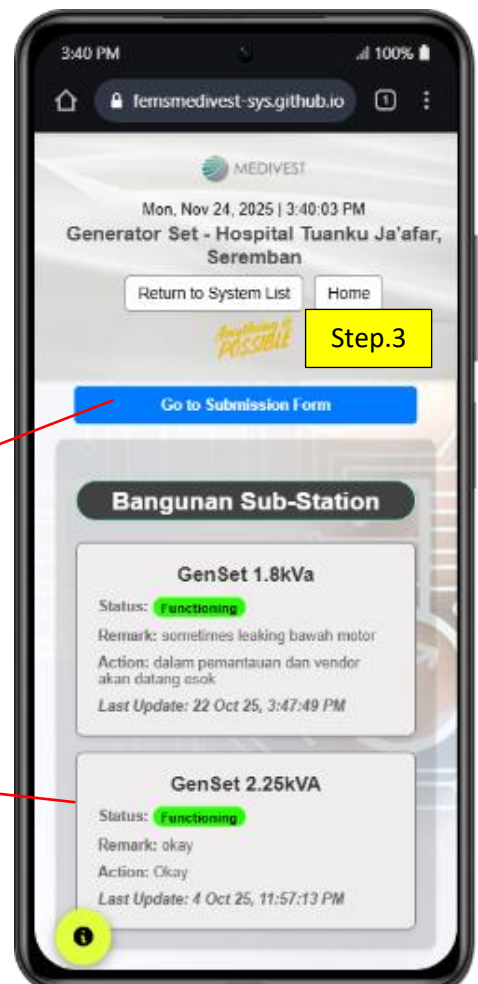 3:40 PM
100%
femsmedivest-sys.github.io
1
MEDIVEST
Mon, Nov 24, 2025 | 3:40:03 PM
Generator Set - Hospital Tuanku Ja'afar,
Seremban
Return to System List
Home
Anything is
POSSIBLE
Step.3
Go to Submission Form
Bangunan Sub-Station
GenSet 1.8kVa
Status: Functioning
Remark: sometimes leaking bawah motor
Action: dalam pemantauan dan vendor
akan datang esok
Last Update: 22 Oct 25, 3:47:49 PM
GenSet 2.25kVA
Status: Functioning
Remark: okay
Action: Okay
Last Update: 4 Oct 25, 11:57:13 PM